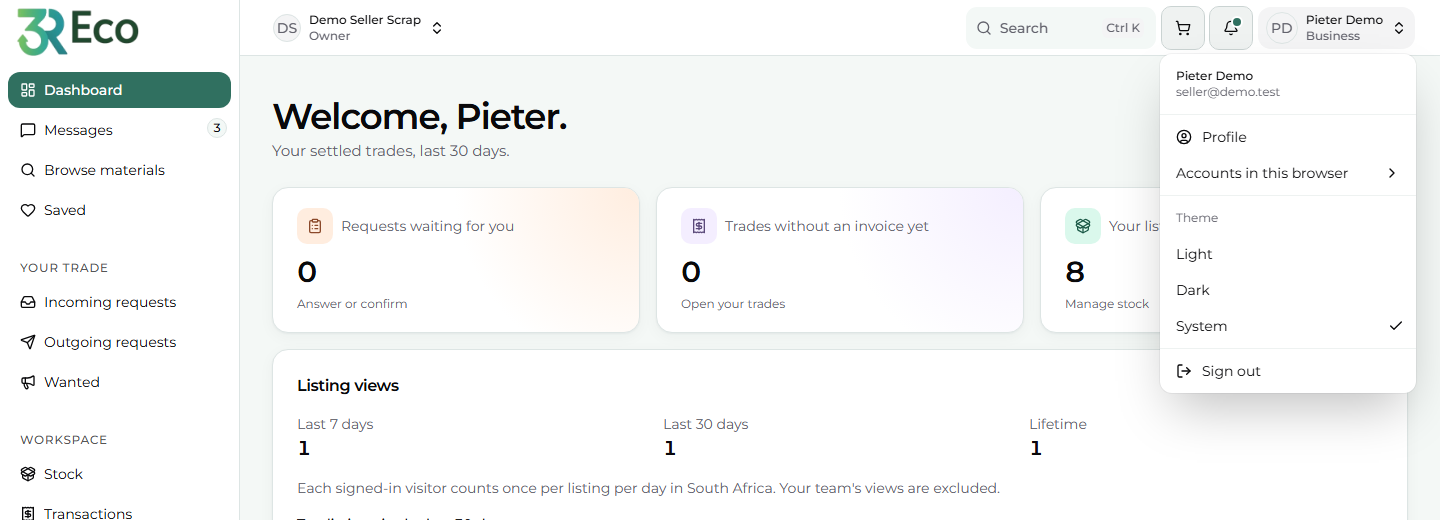 3R Eco
Demo Seller Scrap
Owner
Search Ctrl K
PD
Pieter Demo
Business
DS
Dashboard
Messages 3
Browse materials
Saved
YOUR TRADE
Incoming requests
Outgoing requests
Wanted
WORKSPACE
Stock
Transactions
Welcome, Pieter.
Your settled trades, last 30 days.
Requests waiting for you
0
Answer or confirm
Trades without an invoice yet
0
Open your trades
Your
8
Manage stock
Listing views
Last 7 days
1
Last 30 days
1
Lifetime
1
Each signed-in visitor counts once per listing per day in South Africa. Your team's views are excluded.
Pieter Demo
seller@demo.test
Profile
Accounts in this browser
Theme
Light
Dark
System
Sign out